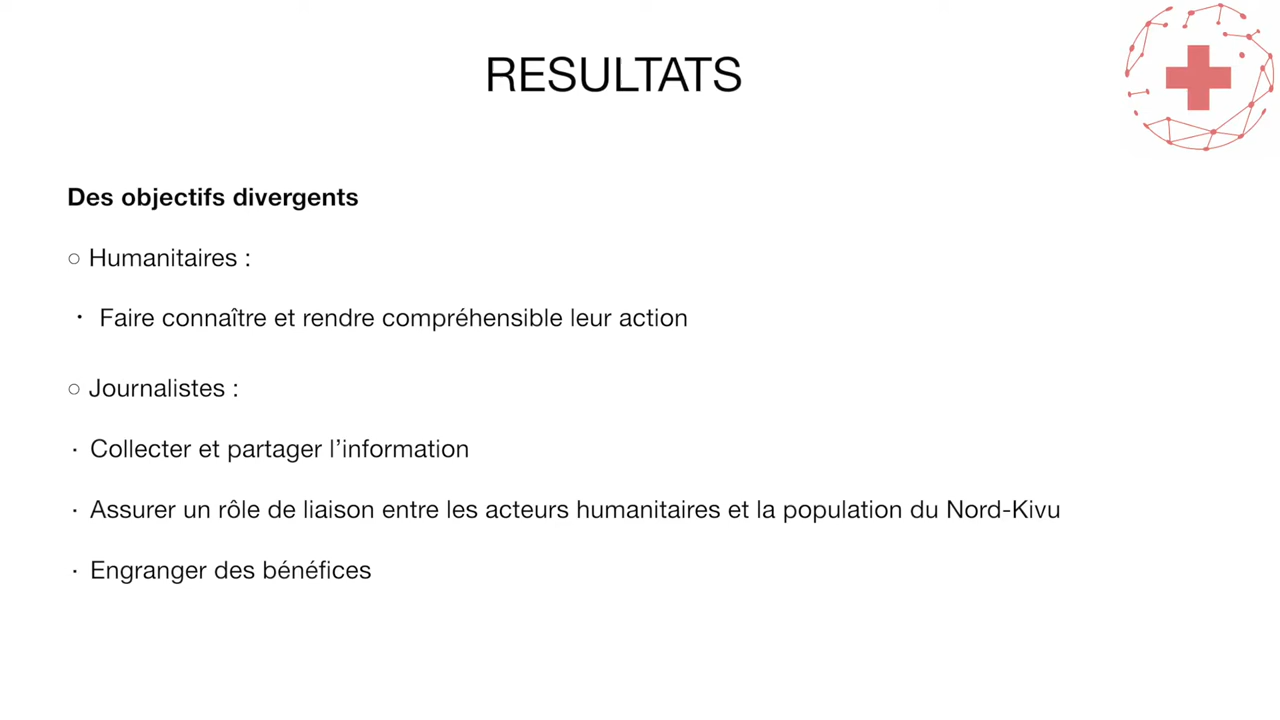 RESULTATS
Des objectifs divergents
○ Humanitaires :
· Faire connaître et rendre compréhensible leur action
○ Journalistes :
· Collecter et partager l’information
· Assurer un rôle de liaison entre les acteurs humanitaires et la population du Nord-Kivu
· Engranger des bénéfices